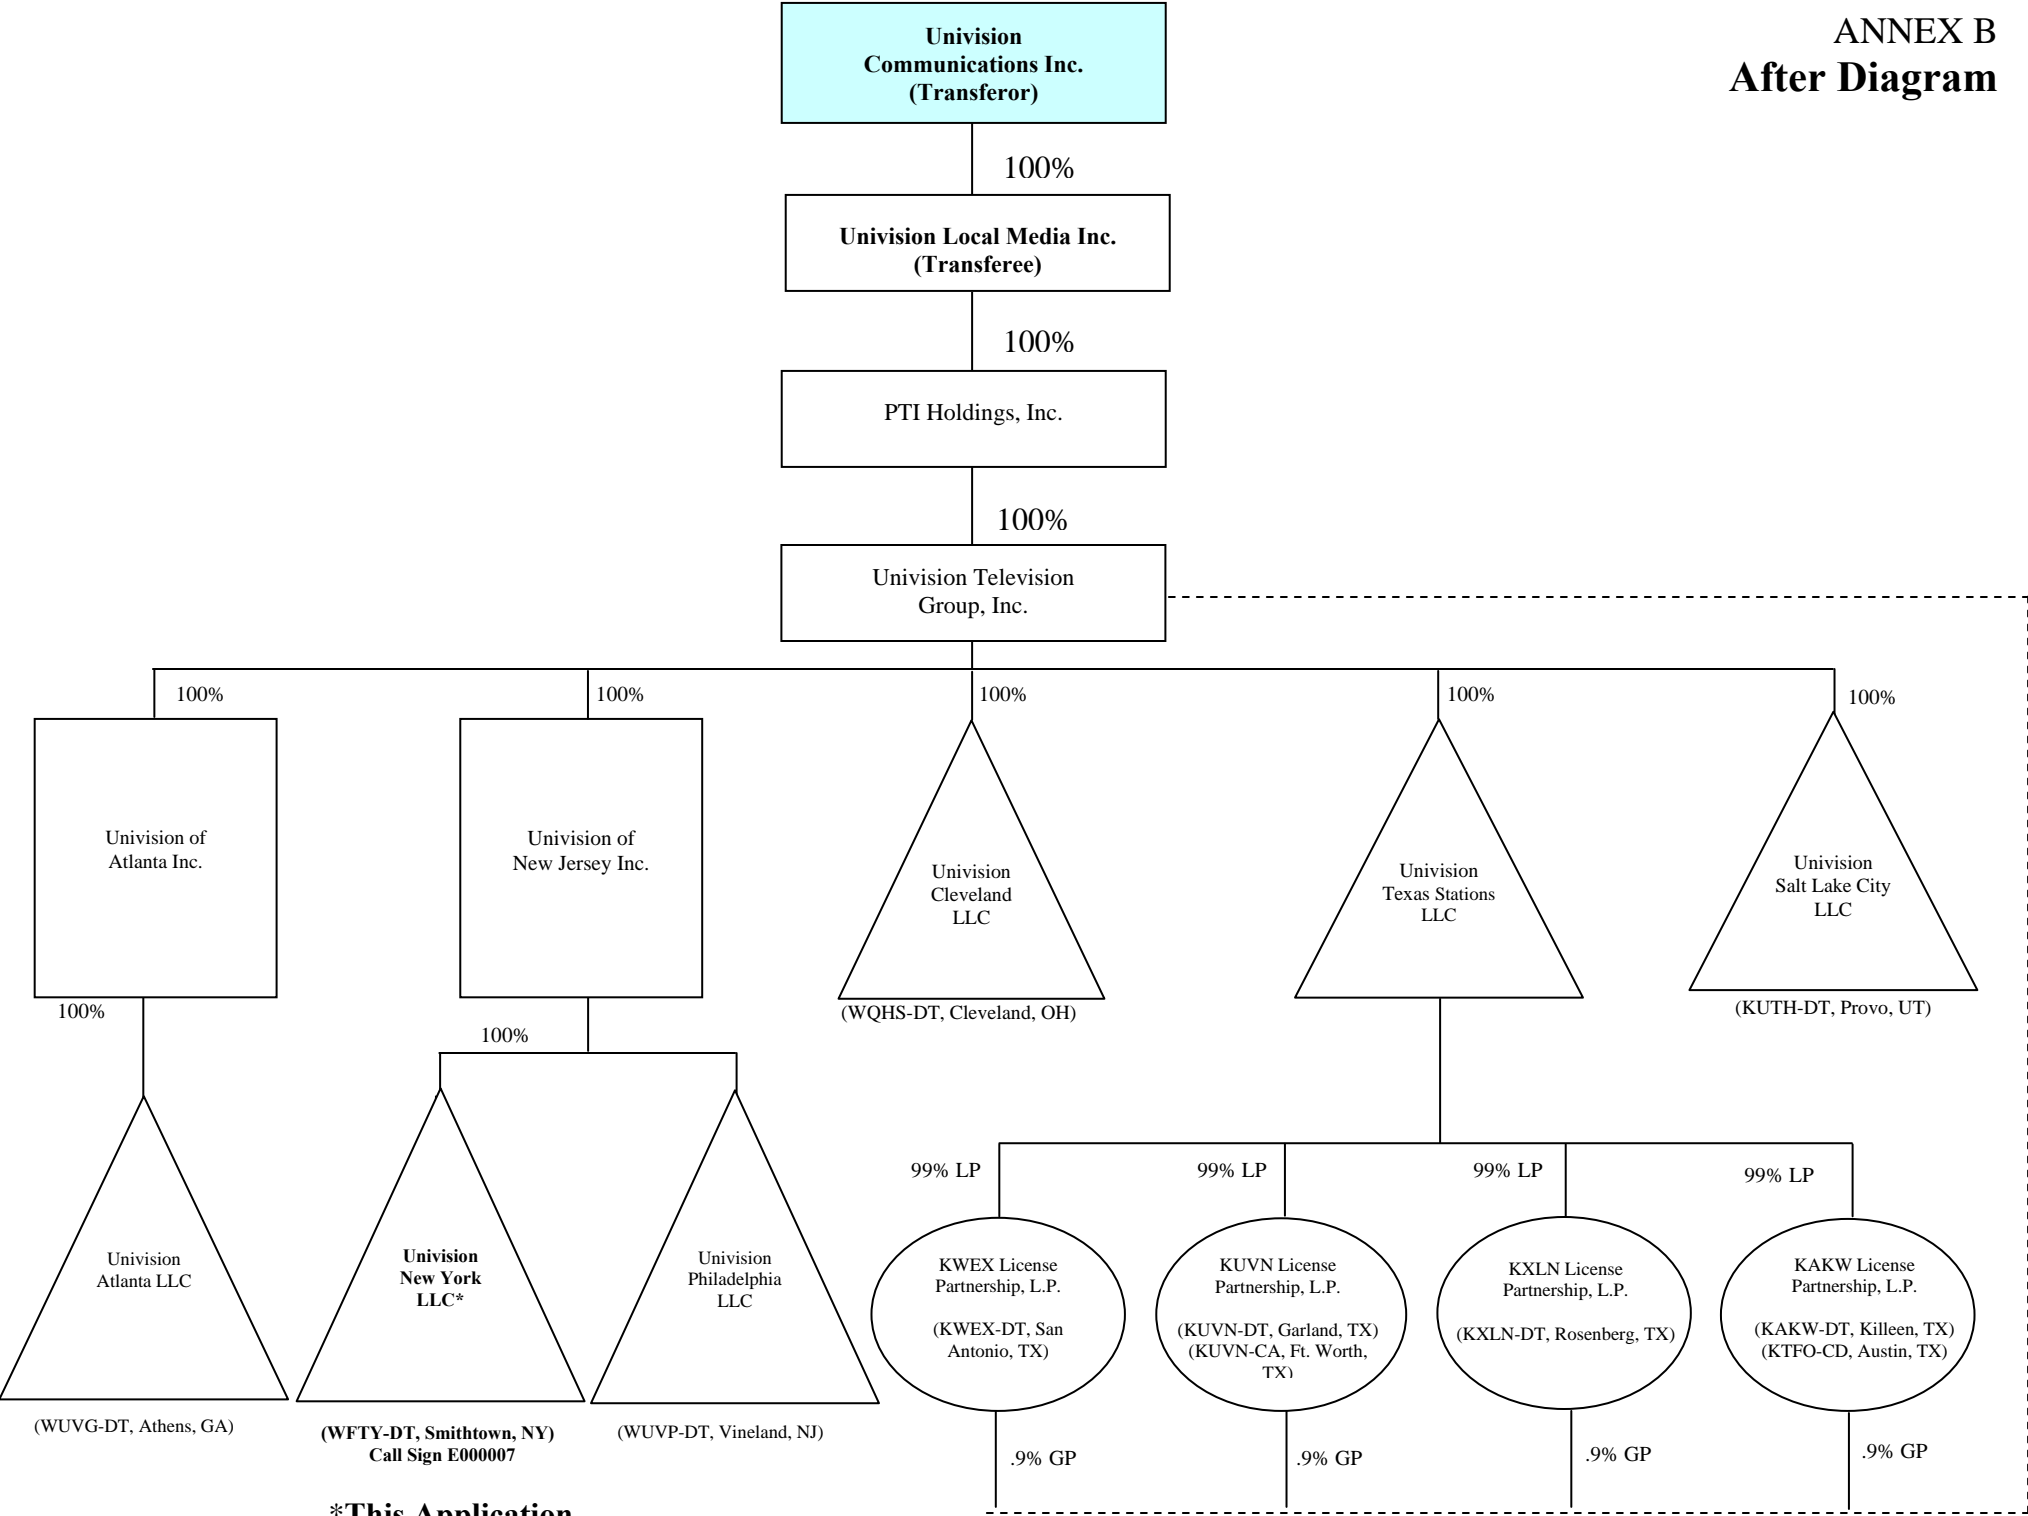 ANNEX B
After Diagram
Univision
Communications Inc.
(Transferor)
100%
Univision Local Media Inc.
(Transferee)
100%
PTI Holdings, Inc.
100%
Univision Television
Group, Inc.
100%
100%
100%
100%
100%
Univision of
Atlanta Inc.
Univision of
New Jersey Inc.
Univision
Cleveland
LLC
Univision
Texas Stations
LLC
Univision
Salt Lake City
LLC
100%
100%
(WQHS-DT, Cleveland, OH)
(KUTH-DT, Provo, UT)
99% LP
99% LP
99% LP
99% LP
Univision
Atlanta LLC
Univision
New York
LLC*
Univision
Philadelphia
LLC
KWEX License
Partnership, L.P.
(KWEX-DT, San
Antonio, TX)
KUVN License
Partnership, L.P.
(KUVN-DT, Garland, TX)
(KUVN-CA, Ft. Worth,
TX)
KXLN License
Partnership, L.P.
(KXLN-DT, Rosenberg, TX)
KAKW License
Partnership, L.P.
(KAKW-DT, Killeen, TX)
(KTFO-CD, Austin, TX)
(WUVG-DT, Athens, GA)
(WFTY-DT, Smithtown, NY)
Call Sign E000007
(WUVP-DT, Vineland, NJ)
.9% GP
.9% GP
.9% GP
.9% GP
*This Application